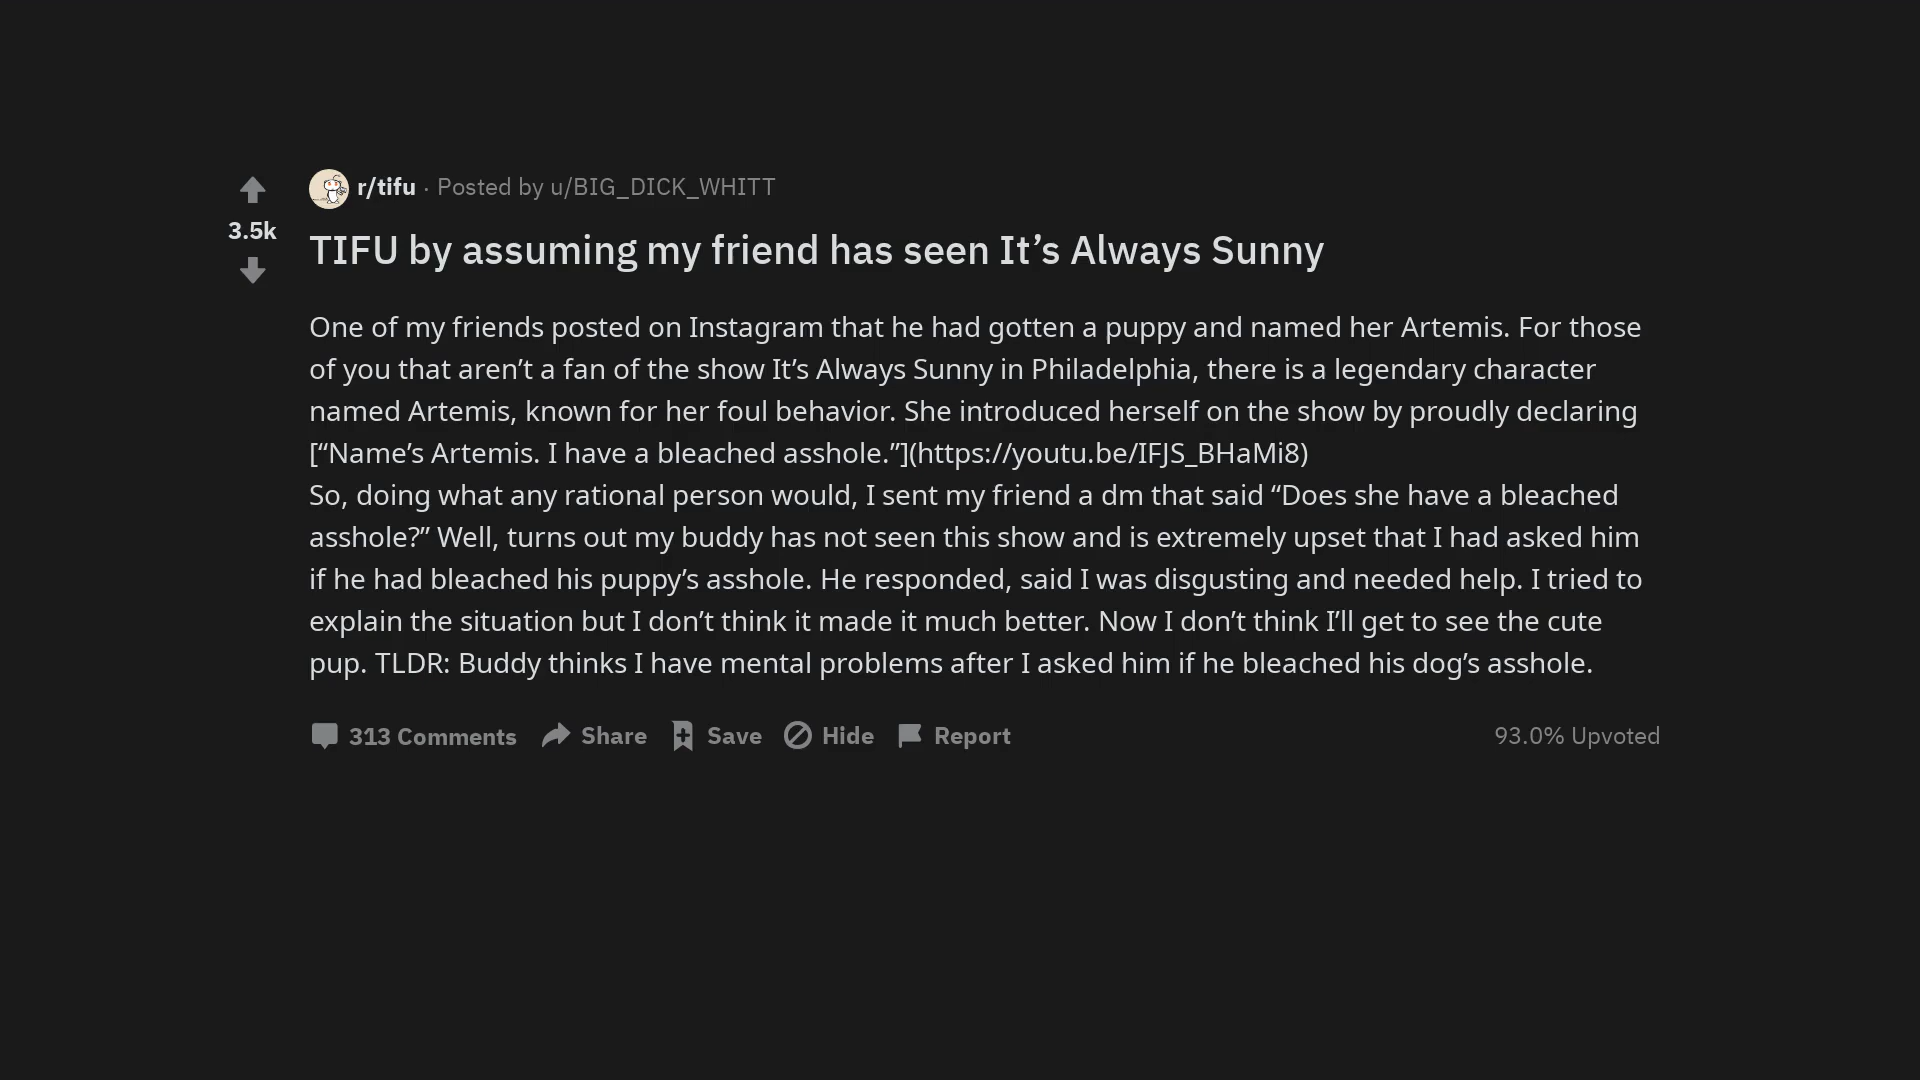 r/tifu · Posted by u/BIG_DICK_WHITT
3.5k
TIFU by assuming my friend has seen It’s Always Sunny
One of my friends posted on Instagram that he had gotten a puppy and named her Artemis. For those
of you that aren’t a fan of the show It’s Always Sunny in Philadelphia, there is a legendary character
named Artemis, known for her foul behavior. She introduced herself on the show by proudly declaring
[“Name’s Artemis. I have a bleached asshole.”](https://youtu.be/IFJS_BHaMi8)
So, doing what any rational person would, I sent my friend a dm that said “Does she have a bleached
asshole?” Well, turns out my buddy has not seen this show and is extremely upset that I had asked him
if he had bleached his puppy’s asshole. He responded, said I was disgusting and needed help. I tried to
explain the situation but I don’t think it made it much better. Now I don’t think I’ll get to see the cute
pup. TLDR: Buddy thinks I have mental problems after I asked him if he bleached his dog’s asshole.
313 Comments Share Save Hide Report 93.0% Upvoted